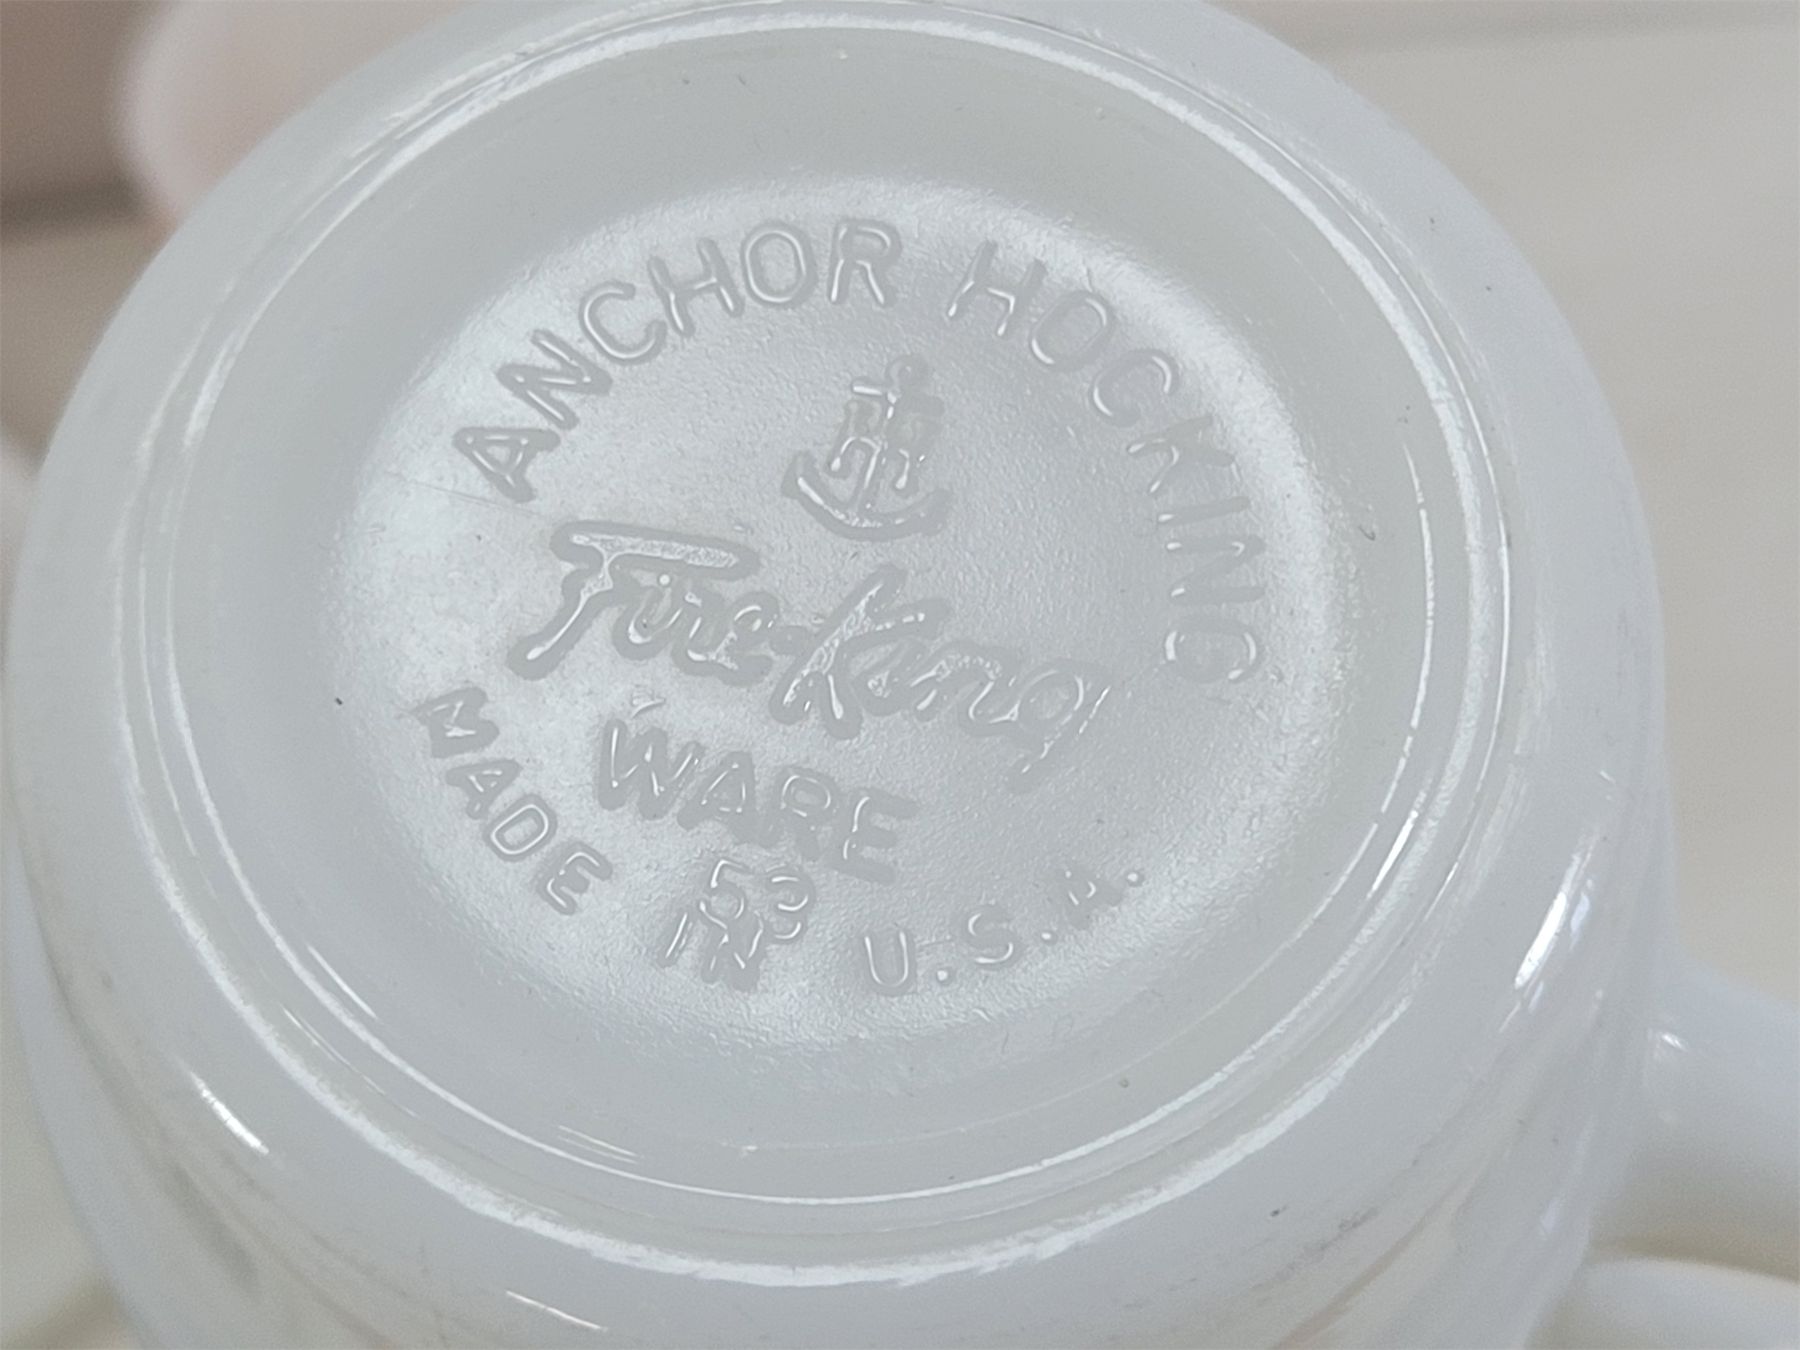 ANCHOR HOCKING
Fire-King
WARE
53
MADE IN U.S.A.